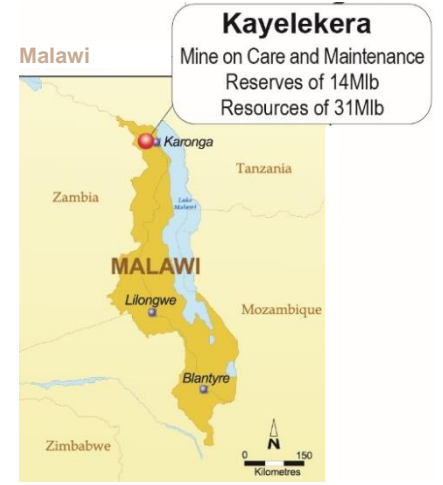 Kayelekera
Mine on Care and Maintenance
Reserves of 14Mlb
Resources of 31Mlb
Malawi
Karonga
Tanzania
Zambia
Lake
Malawi
MALAWI
Lilongwe
Mozambique
Blantyre
Zimbabwe
N
0 150
Kilometres